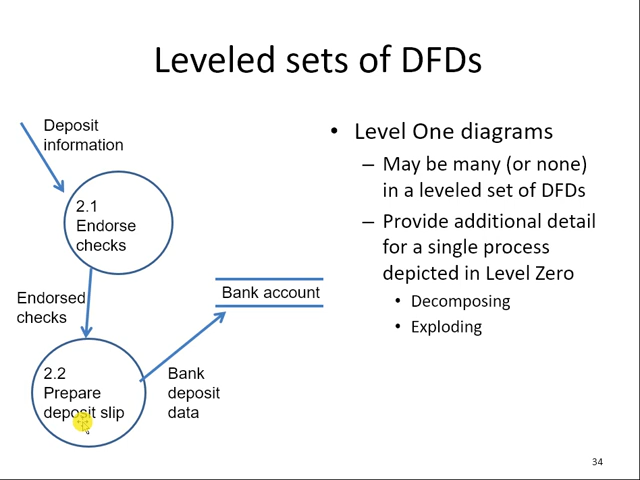 Leveled sets of DFDs
Deposit
information
2.1
Endorse
checks
Endorsed
checks
2.2
Prepare
deposit slip
Bank account
Bank
deposit
data
• Level One diagrams
– May be many (or none)
in a leveled set of DFDs
– Provide additional detail
for a single process
depicted in Level Zero
• Decomposing
• Exploding
34